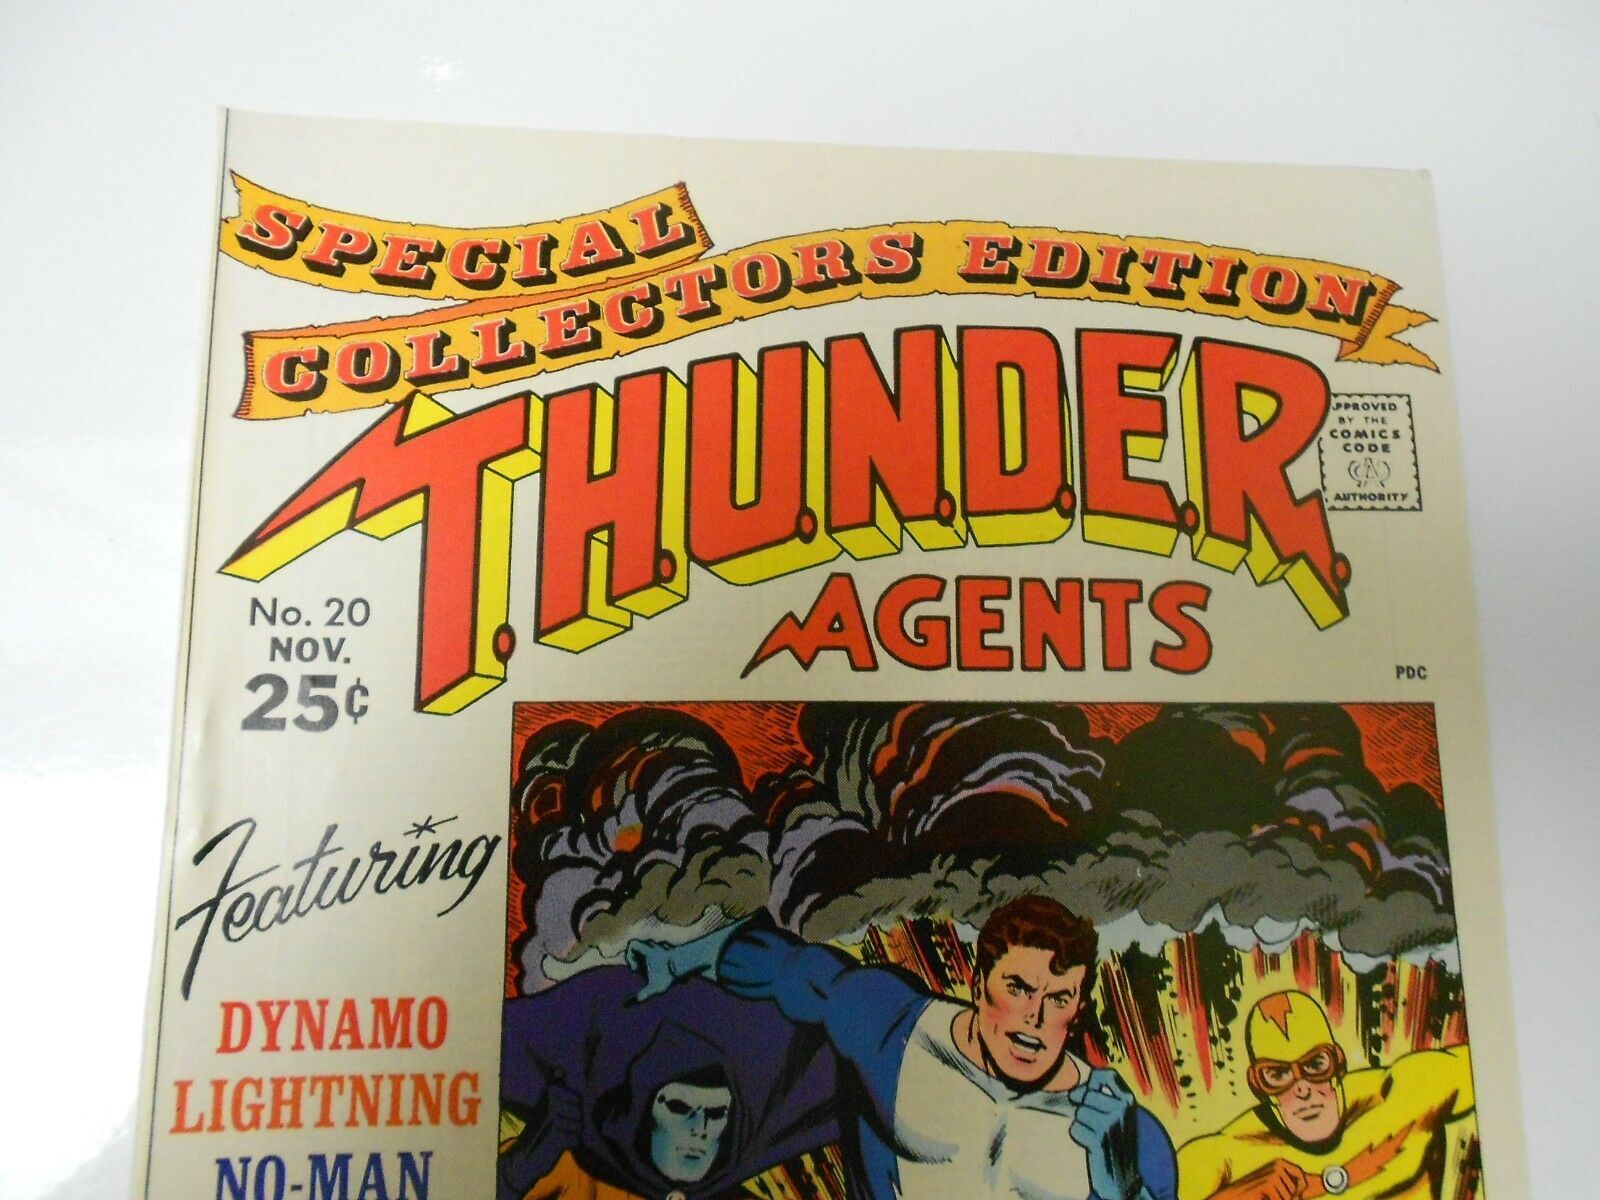 SPECIAL
COLLECTORS EDITION
T.H.U.N.D.E.R.
AGENTS
APPROVED
BY THE
COMICS
CODE
CA
AUTHORITY
No. 20
NOV.
25¢
PDC
Featuring
DYNAMO
LIGHTNING
NO-MAN